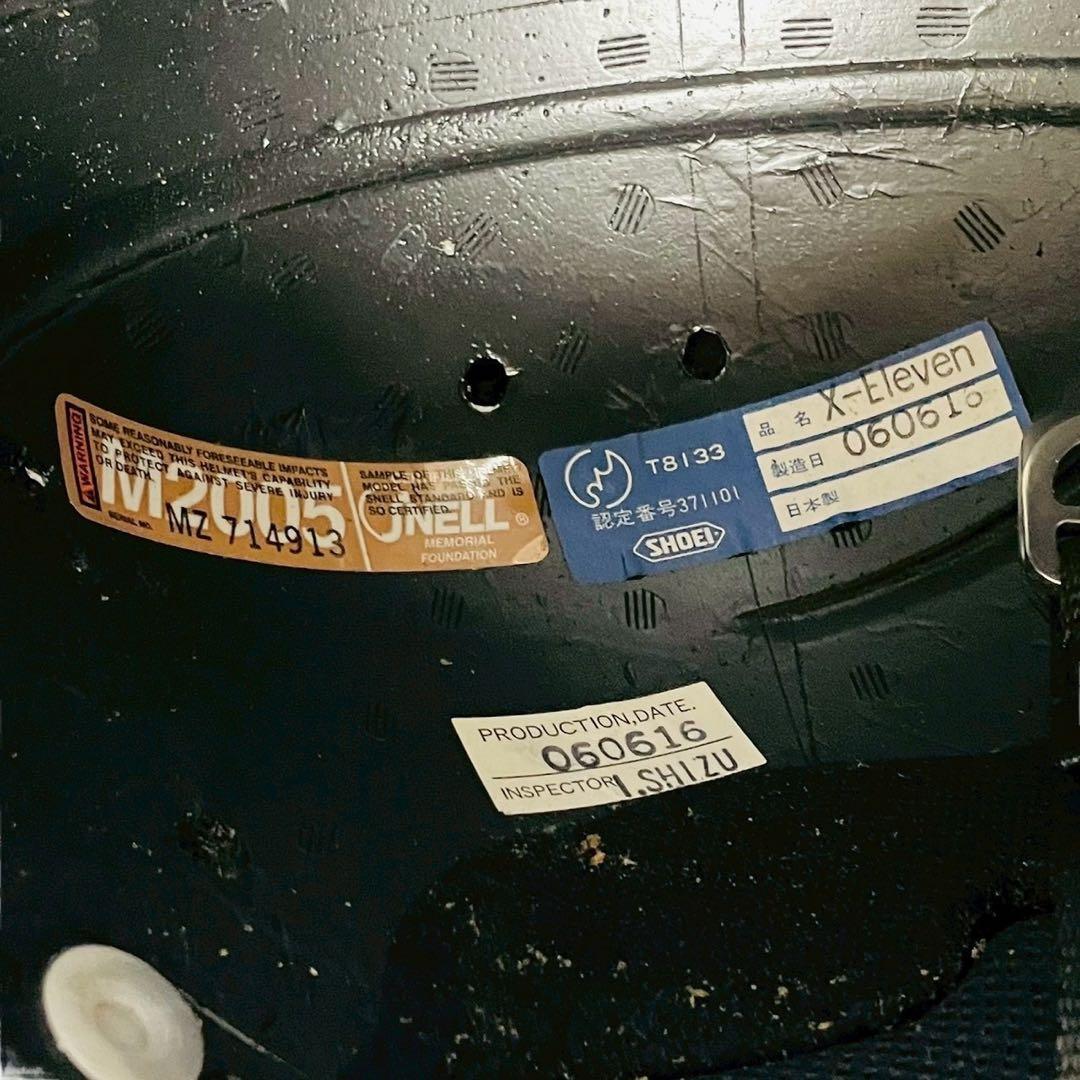 WARNING
SOME REASONABLY FORESEEABLE IMPACTS
MAY EXCEED THIS HELMET'S CAPABILITY
TO PROTECT AGAINST SEVERE INJURY
OR DEATH.
M2005
SERIAL NO. MZ 714913
SAMPLE OF THIS HELMET
MODEL HAS PASSED THE
SNELL STANDARD AND IS
SO CERTIFIED.
SNELL®
MEMORIAL
FOUNDATION
T8133
認定番号371101
SHOEI
品名 X-Eleven
製造日 060616
日本製
PRODUCTION,DATE.
060616
INSPECTOR I.SHIZU